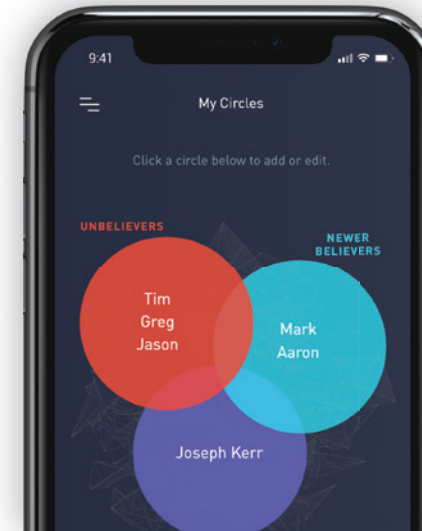 9:41
My Circles
Click a circle below to add or edit.
UNBELIEVERS
NEWER
BELIEVERS
Tim
Greg
Jason
Mark
Aaron
Joseph Kerr